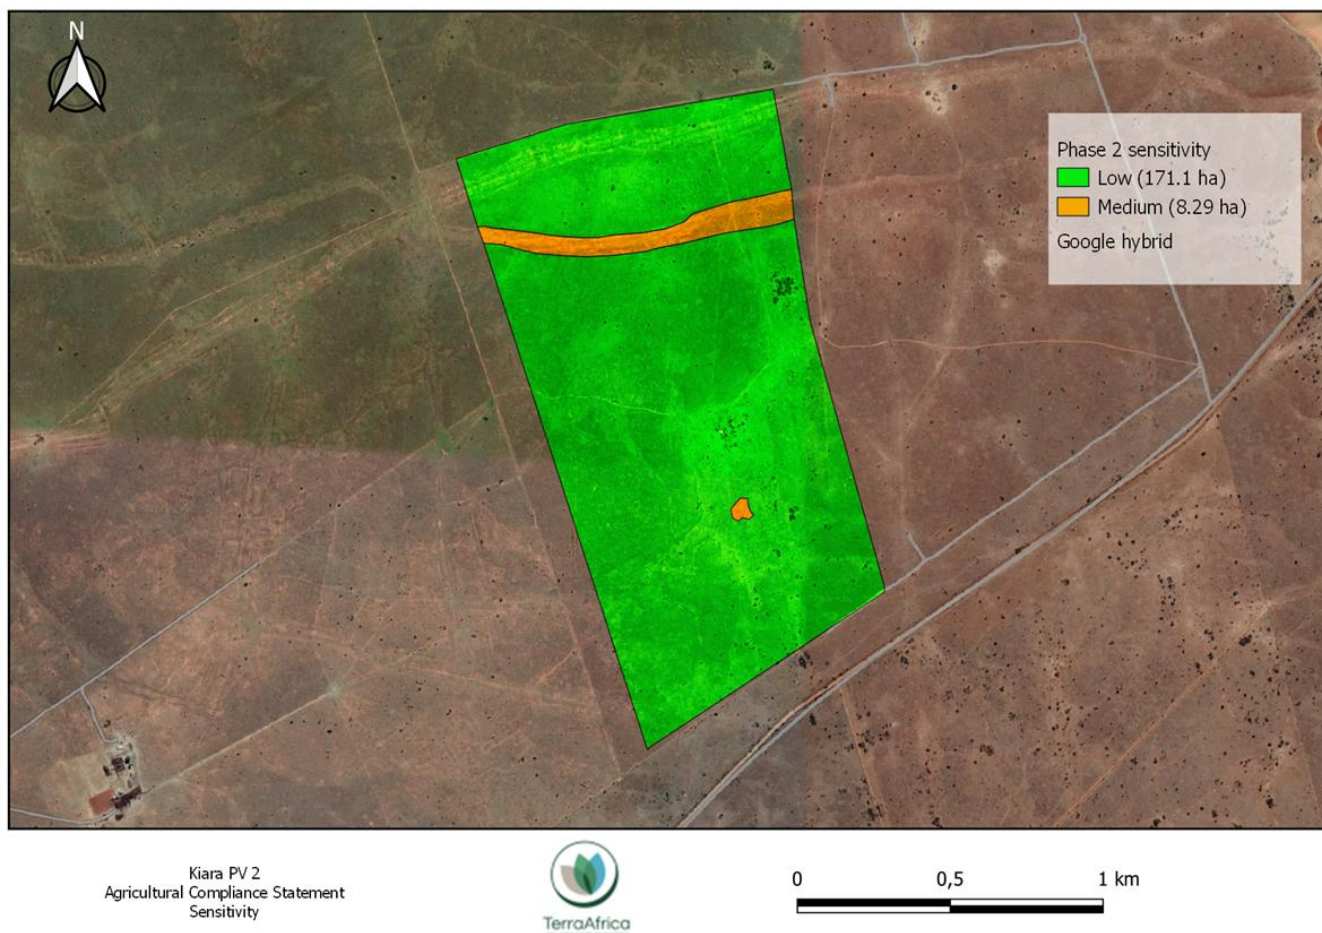 N
Phase 2 sensitivity
Low (171.1 ha)
Medium (8.29 ha)
Google hybrid
Kiara PV 2
Agricultural Compliance Statement
Sensitivity
TerraAfrica
0 0,5 1 km